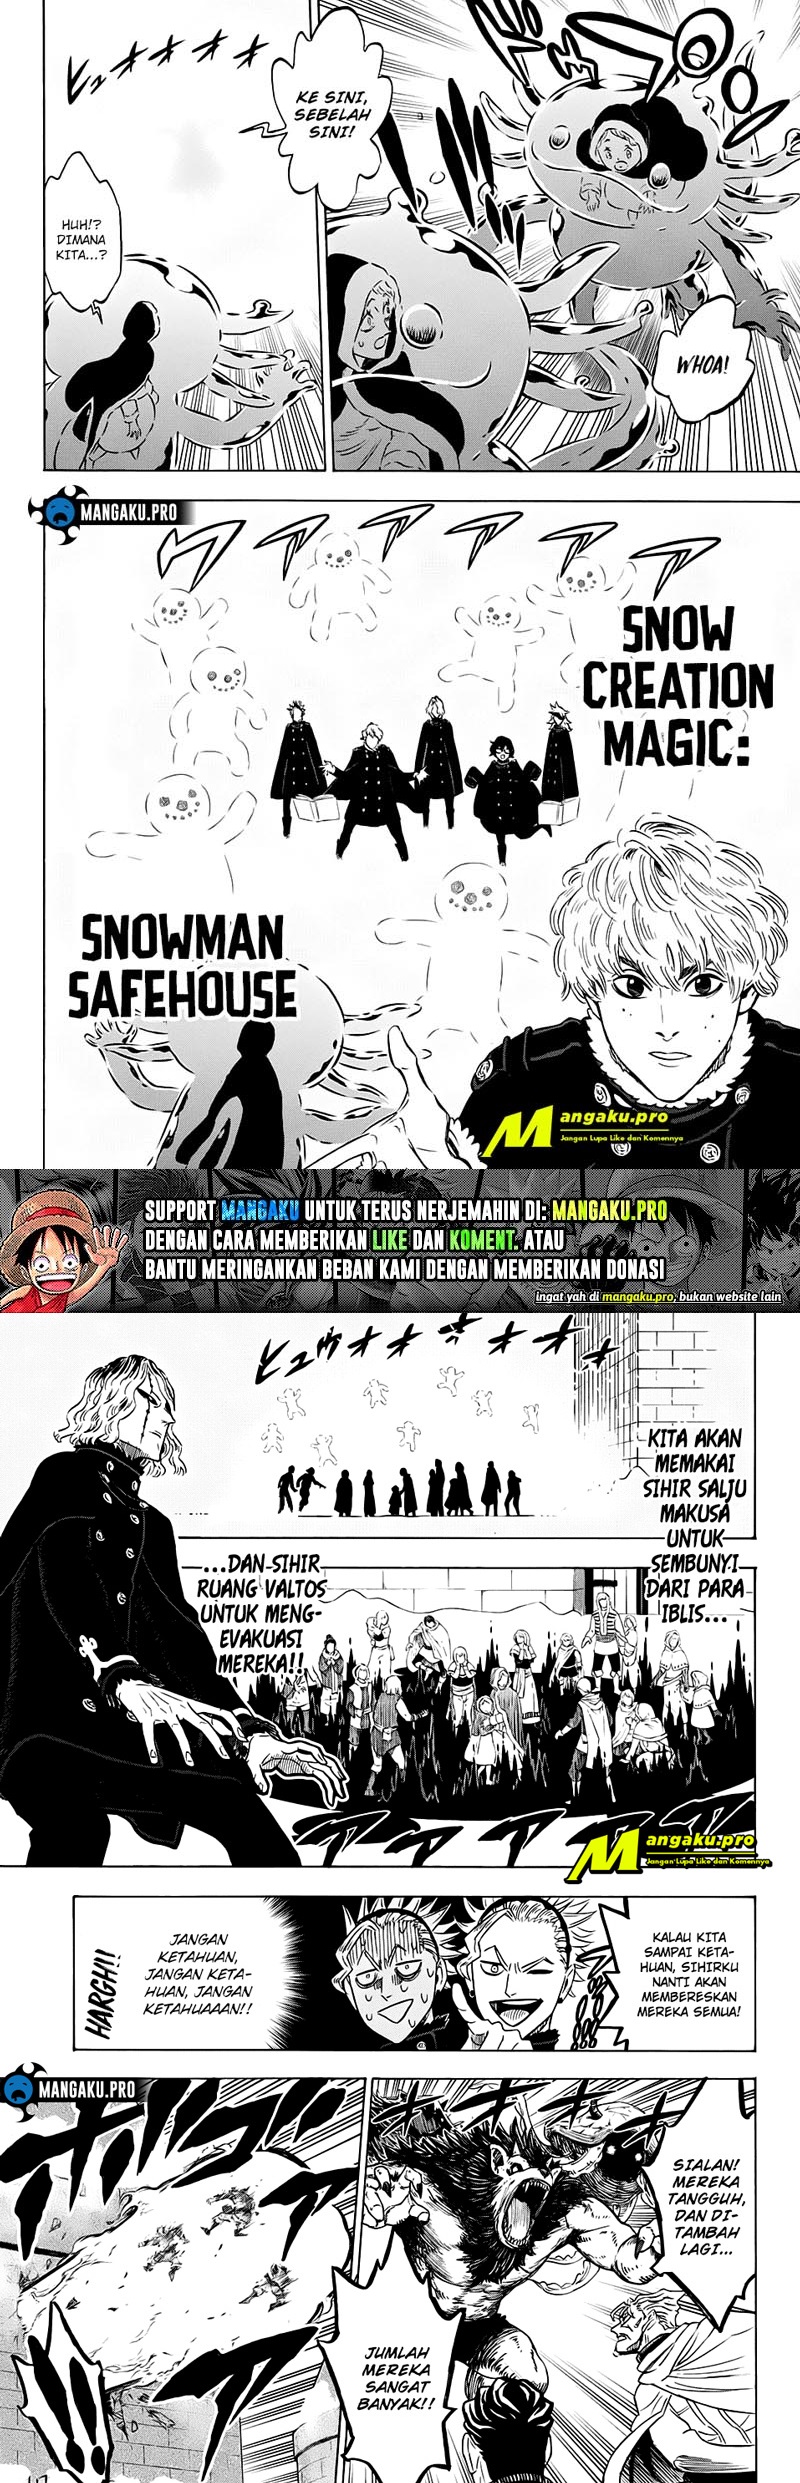 ヒュオオオオ
KE SINI,
SEBELAH
SINI!
HUH!?
DIMANA
KITA...?
WHOA!
MANGAKU.PRO
SNOW
CREATION
MAGIC:
SNOWMAN
SAFEHOUSE
Mangaku.pro
Jangan Lupa Like dan Komennya
SUPPORT MANGAKU UNTUK TERUS NERJEMAHIN DI: MANGAKU.PRO
DENGAN CARA MEMBERIKAN LIKE DAN KOMENT. ATAU
BANTU MERINGANKAN BEBAN KAMI DENGAN MEMBERIKAN DONASI
ingat yah di mangaku.pro, bukan website lain
KITA AKAN
MEMAKAI
SIHIR SALJU
MAKUSA
UNTUK
SEMBUNYI
DARI PARA
IBLIS...
...DAN SIHIR
RUANG VALTOS
UNTUK MENG-
EVAKUASI
MEREKA!!
Mangaku.pro
Jangan Lupa Like dan Komennya
KALAU KITA
SAMPAI KETA-
HUAN, SIHIRKU
NANTI AKAN
MEMBERESKAN
MEREKA SEMUA!
JANGAN
KETAHUAN,
JANGAN KETA-
HUAN, JANGAN
KETAHUAAAN!!
HARGH!!
MANGAKU.PRO
SIALAN!
MEREKA
TANGGUH,
DAN DI-
TAMBAH
LAGI...
JUMLAH
MEREKA
SANGAT
BANYAK!!